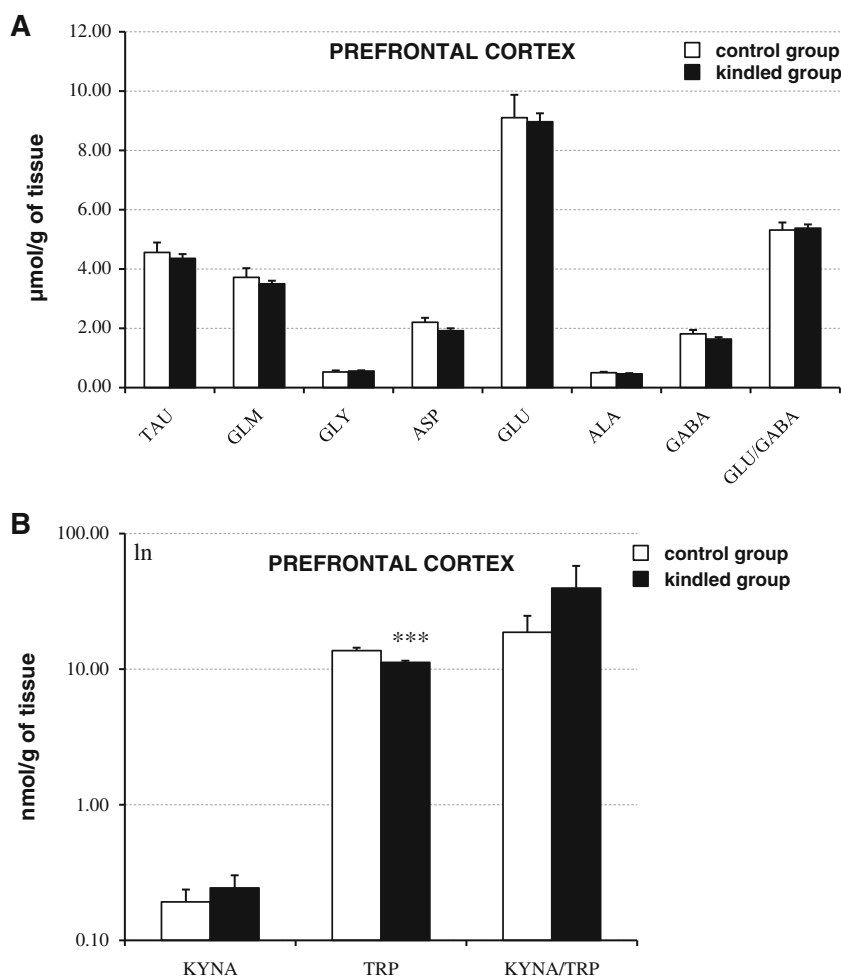 A
PREFRONTAL CORTEX
control group
kindled group
µmol/g of tissue
12.00
10.00
8.00
6.00
4.00
2.00
0.00
TAU
GLM
GLY
ASP
GLU
ALA
GABA
GLU/GABA
B
ln
PREFRONTAL CORTEX
control group
kindled group
nmol/g of tissue
100.00
10.00
1.00
0.10
***
KYNA
TRP
KYNA/TRP